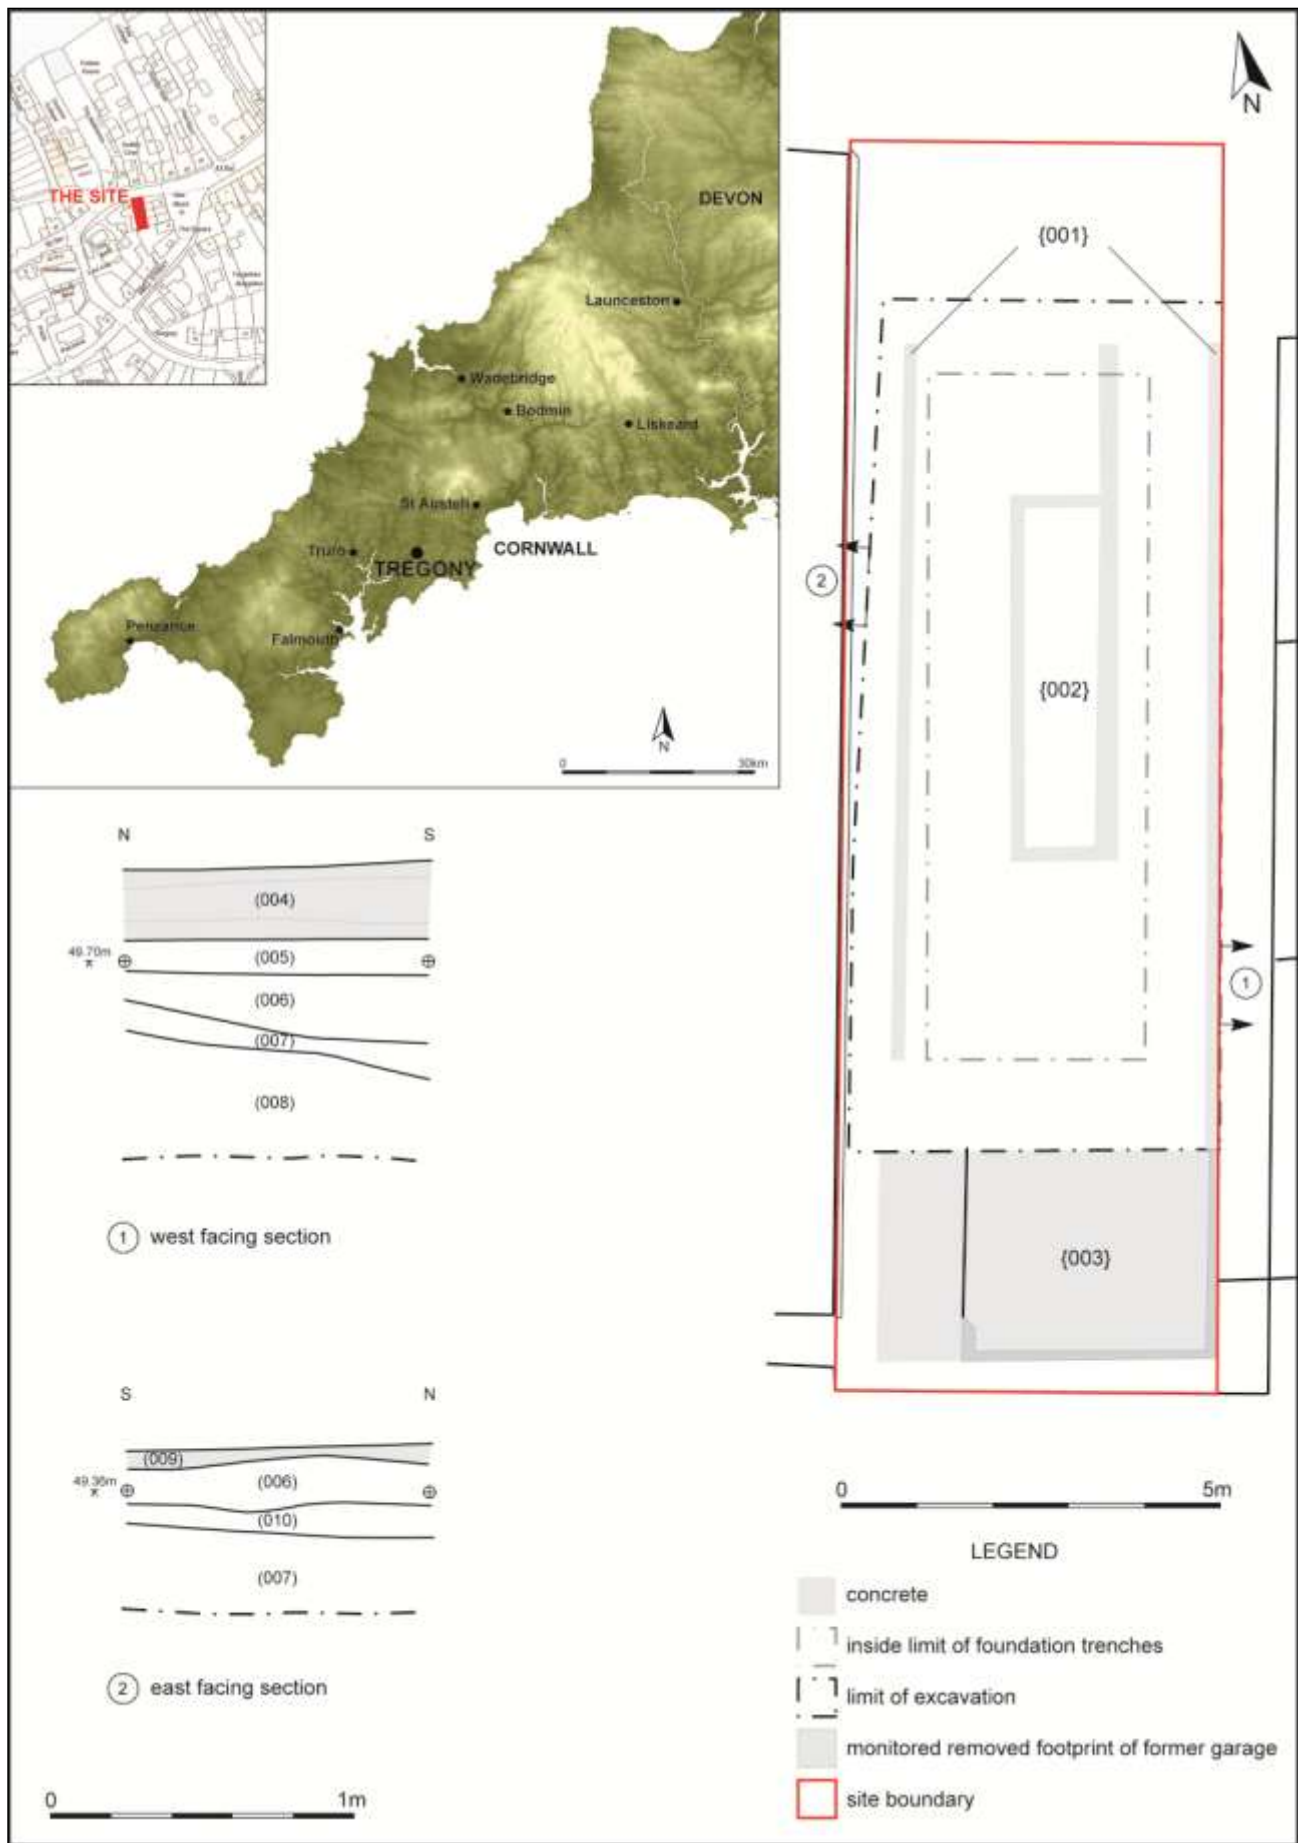 THE SITE
DEVON
Launceston
Wadebridge
Bodmin
Liskeard
St Austell
Truro
TREGONY
CORNWALL
Penzance
Falmouth
N
0 30km
N
{001}
2
{002}
1
{003}
N S
(004)
49.70m
(005)
(006)
(007)
(008)
1 west facing section
S N
(009)
49.36m
(006)
(010)
(007)
2 east facing section
0 1m
0 5m
LEGEND
concrete
inside limit of foundation trenches
limit of excavation
monitored removed footprint of former garage
site boundary